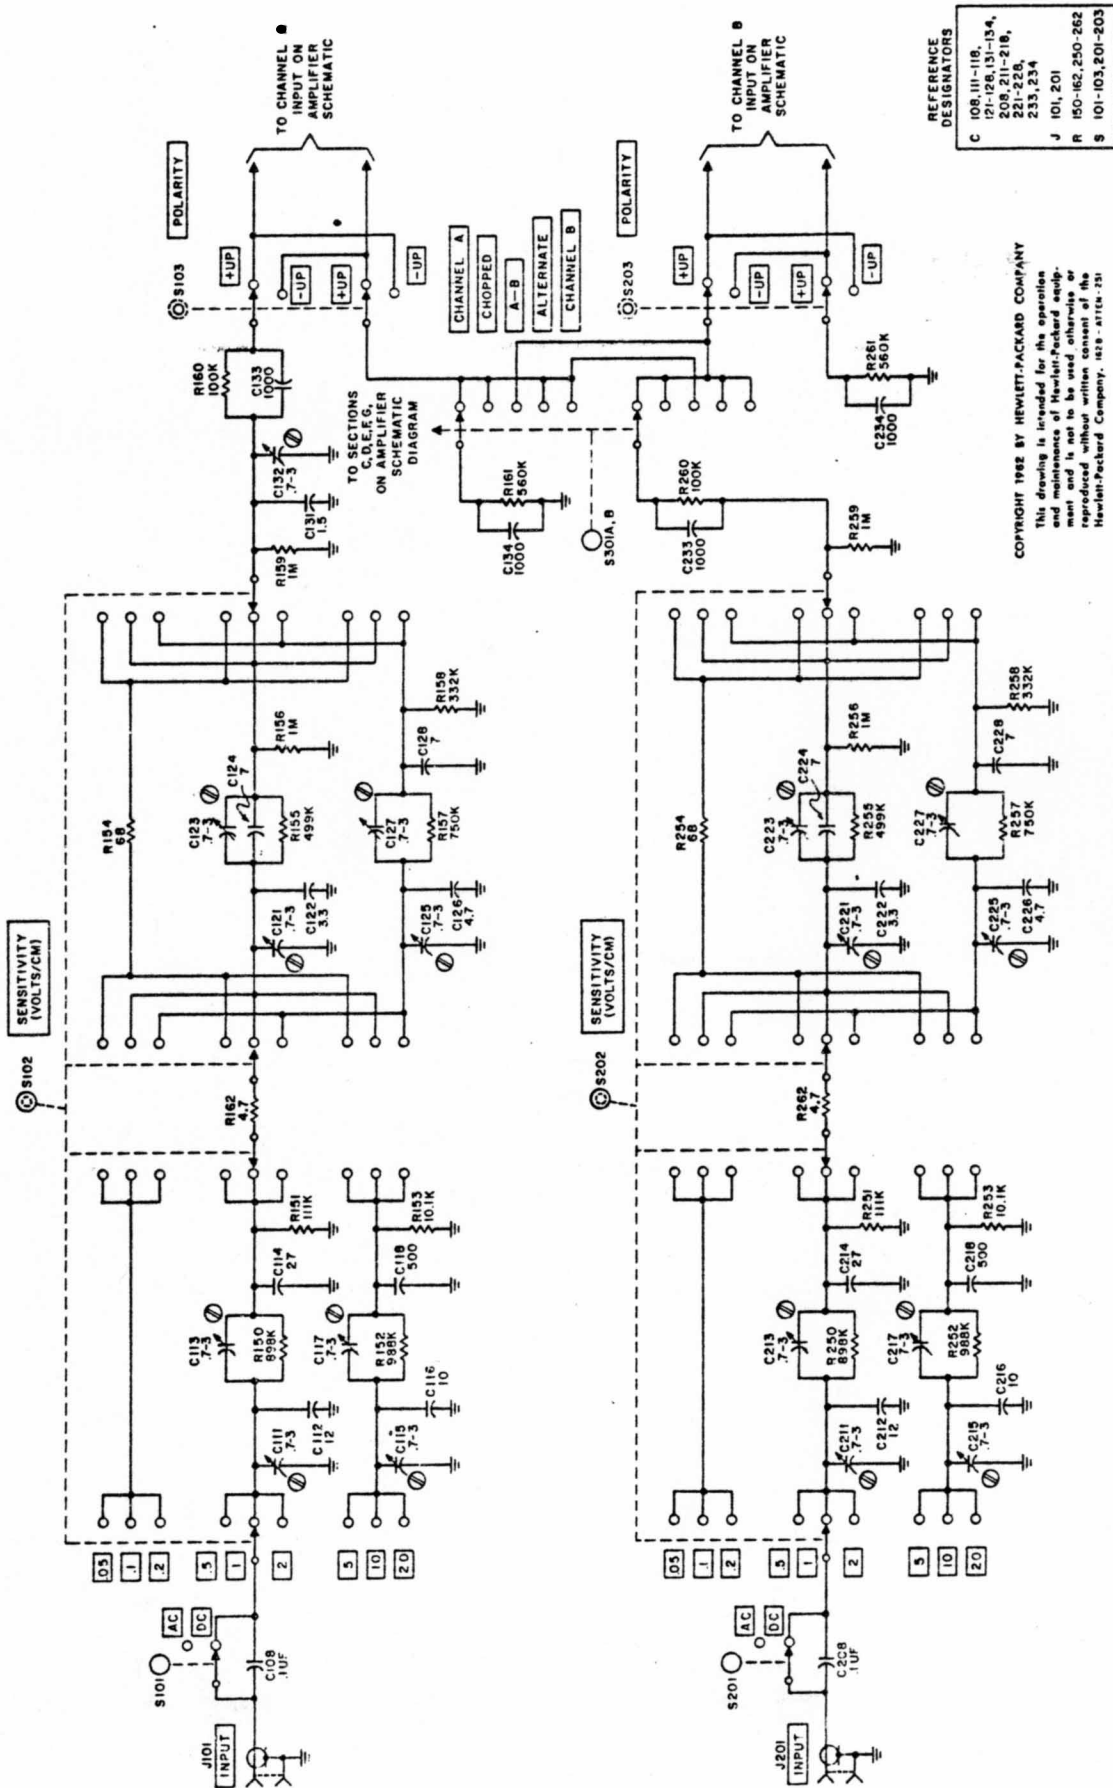 SENSITIVITY
(VOLTS/CM)
S102
J101
INPUT
S101
AC
DC
C108
.1UF
.05
.1
.2
.5
1
2
5
10
20
C111
.7-3
C112
12
C113
.7-3
R150
898K
C114
27
R151
111K
C115
.7-3
C116
10
C117
.7-3
R152
988K
C118
500
R153
10.1K
R162
4.7
R154
68
C121
.7-3
C122
3.3
C123
.7-3
C124
7
R155
499K
R156
1M
C125
.7-3
C126
4.7
C127
.7-3
R157
750K
C128
7
R158
332K
R159
1M
C131
1.5
C132
.7-3
R160
100K
C133
1000
S103
POLARITY
+UP
-UP
+UP
-UP
TO CHANNEL
INPUT ON
AMPLIFIER
SCHEMATIC
TO SECTIONS
C,D,E,F,G,
ON AMPLIFIER
SCHEMATIC
DIAGRAM
CHANNEL A
CHOPPED
A-B
ALTERNATE
CHANNEL B
C134
1000
R161
560K
S301A,B
SENSITIVITY
(VOLTS/CM)
S202
J201
INPUT
S201
AC
DC
C208
.1UF
.05
.1
.2
.5
1
2
5
10
20
C211
.7-3
C212
12
C213
.7-3
R250
898K
C214
27
R251
111K
C215
.7-3
C216
10
C217
.7-3
R252
988K
C218
500
R253
10.1K
R262
4.7
R254
68
C221
.7-3
C222
3.3
C223
.7-3
C224
7
R255
499K
R256
1M
C225
.7-3
C226
4.7
C227
.7-3
R257
750K
C228
7
R258
332K
C233
1000
R260
100K
R259
1M
S203
POLARITY
+UP
-UP
+UP
-UP
C234
1000
R261
560K
TO CHANNEL B
INPUT ON
AMPLIFIER
SCHEMATIC
COPYRIGHT 1962 BY HEWLETT-PACKARD COMPANY
This drawing is intended for the operation
and maintenance of Hewlett-Packard equip-
ment and is not to be used otherwise or
reproduced without written consent of the
Hewlett-Packard Company.
REFERENCE
DESIGNATORS
C 108,111-118,
121-128,131-134,
208,211-218,
221-228,
233,234
J 101,201
R 150-162,250-262
S 101-103,201-203